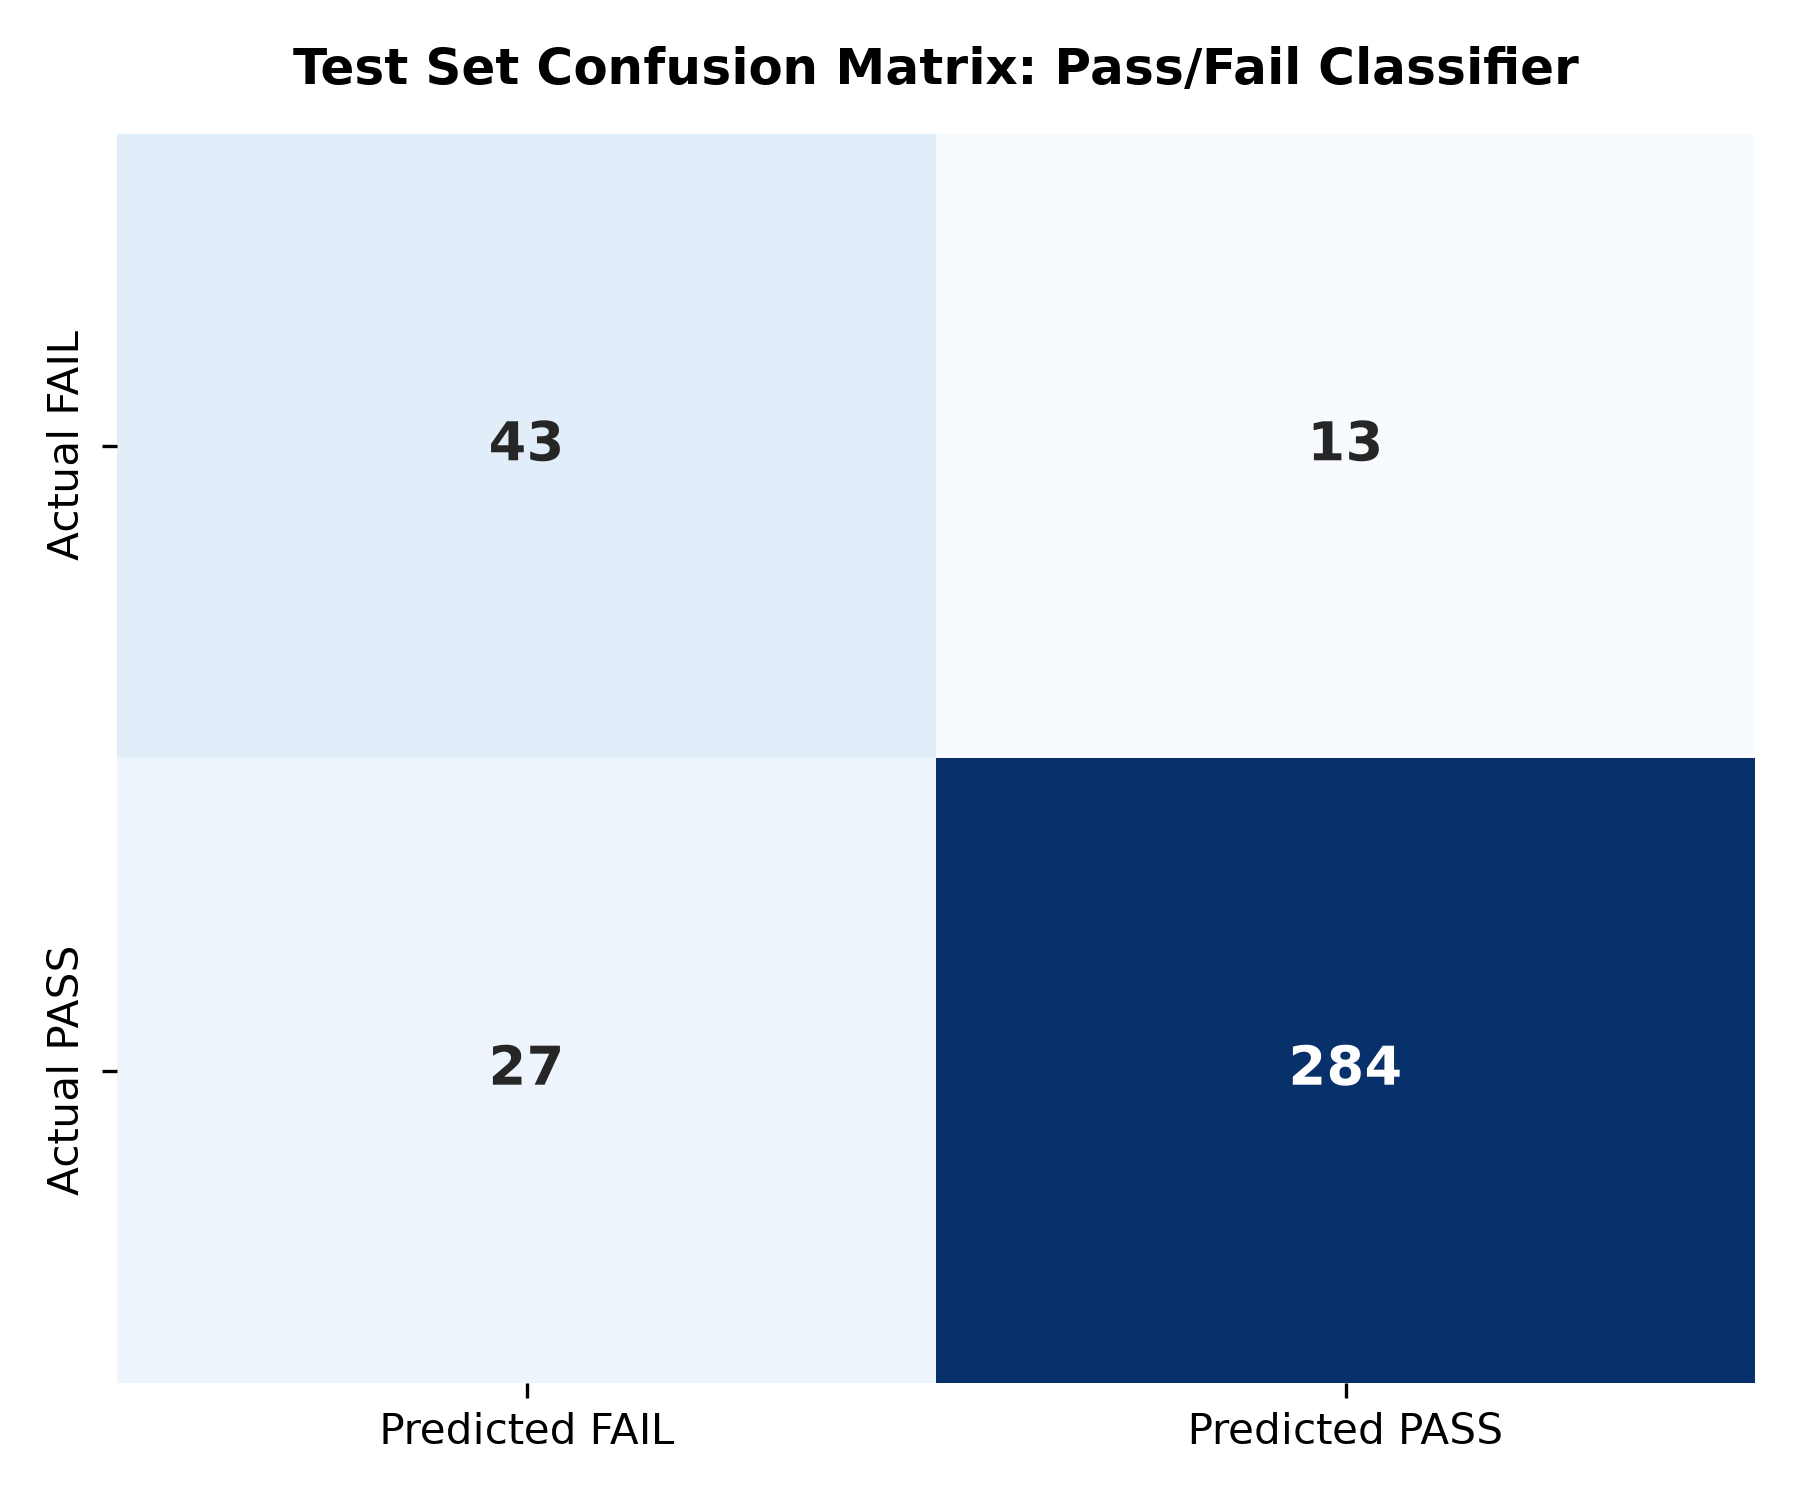 Test Set Confusion Matrix: Pass/Fail Classifier
Actual FAIL
43
13
Actual PASS
27
284
Predicted FAIL
Predicted PASS